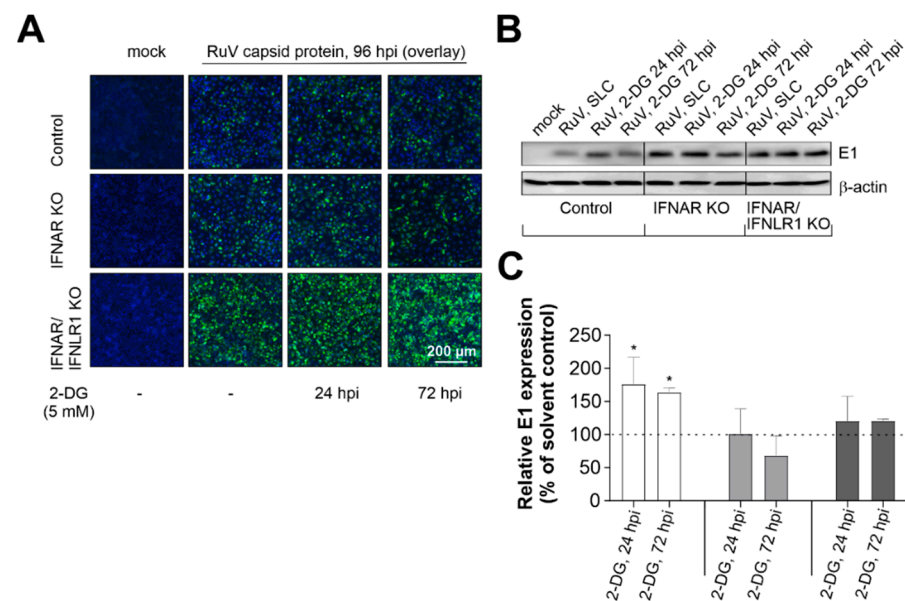 A
mock
RuV capsid protein, 96 hpi (overlay)
Control
IFNAR KO
IFNAR/
IFNLR1 KO
200 µm
2-DG
(5 mM)
-
-
24 hpi
72 hpi
B
mock
RuV, SLC
RuV, 2-DG 24 hpi
RuV, 2-DG 72 hpi
RuV, SLC
RuV, 2-DG 24 hpi
RuV, 2-DG 72 hpi
RuV, SLC
RuV, 2-DG 24 hpi
RuV, 2-DG 72 hpi
E1
β-actin
Control
IFNAR KO
IFNAR/
IFNLR1 KO
C
Relative E1 expression
(% of solvent control)
250
200
150
100
50
0
*
*
2-DG, 24 hpi
2-DG, 72 hpi
2-DG, 24 hpi
2-DG, 72 hpi
2-DG, 24 hpi
2-DG, 72 hpi